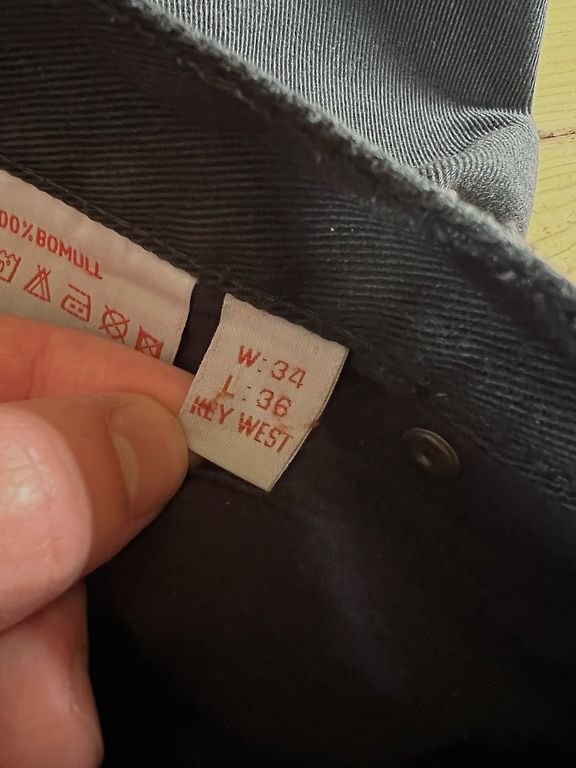 00% BOMULL
W: 34
L: 36
KEY WEST